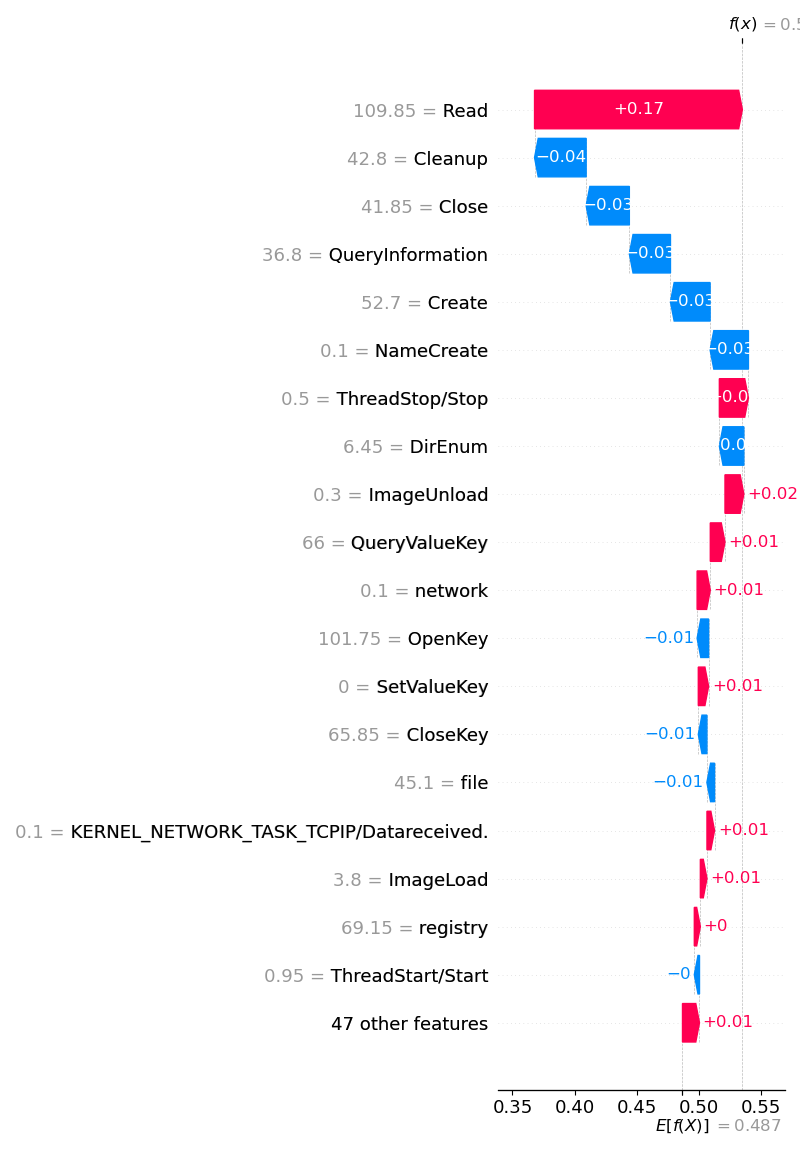 f(x) = 0.5
109.85 = Read +0.17
42.8 = Cleanup −0.04
41.85 = Close −0.03
36.8 = QueryInformation −0.03
52.7 = Create −0.03
0.1 = NameCreate −0.03
0.5 = ThreadStop/Stop
6.45 = DirEnum
0.3 = ImageUnload +0.02
66 = QueryValueKey +0.01
0.1 = network +0.01
101.75 = OpenKey −0.01
0 = SetValueKey +0.01
65.85 = CloseKey −0.01
45.1 = file −0.01
0.1 = KERNEL_NETWORK_TASK_TCPIP/Datareceived. +0.01
3.8 = ImageLoad +0.01
69.15 = registry +0
0.95 = ThreadStart/Start −0
47 other features +0.01
0.35 0.40 0.45 0.50 0.55
E[f(X)] = 0.487